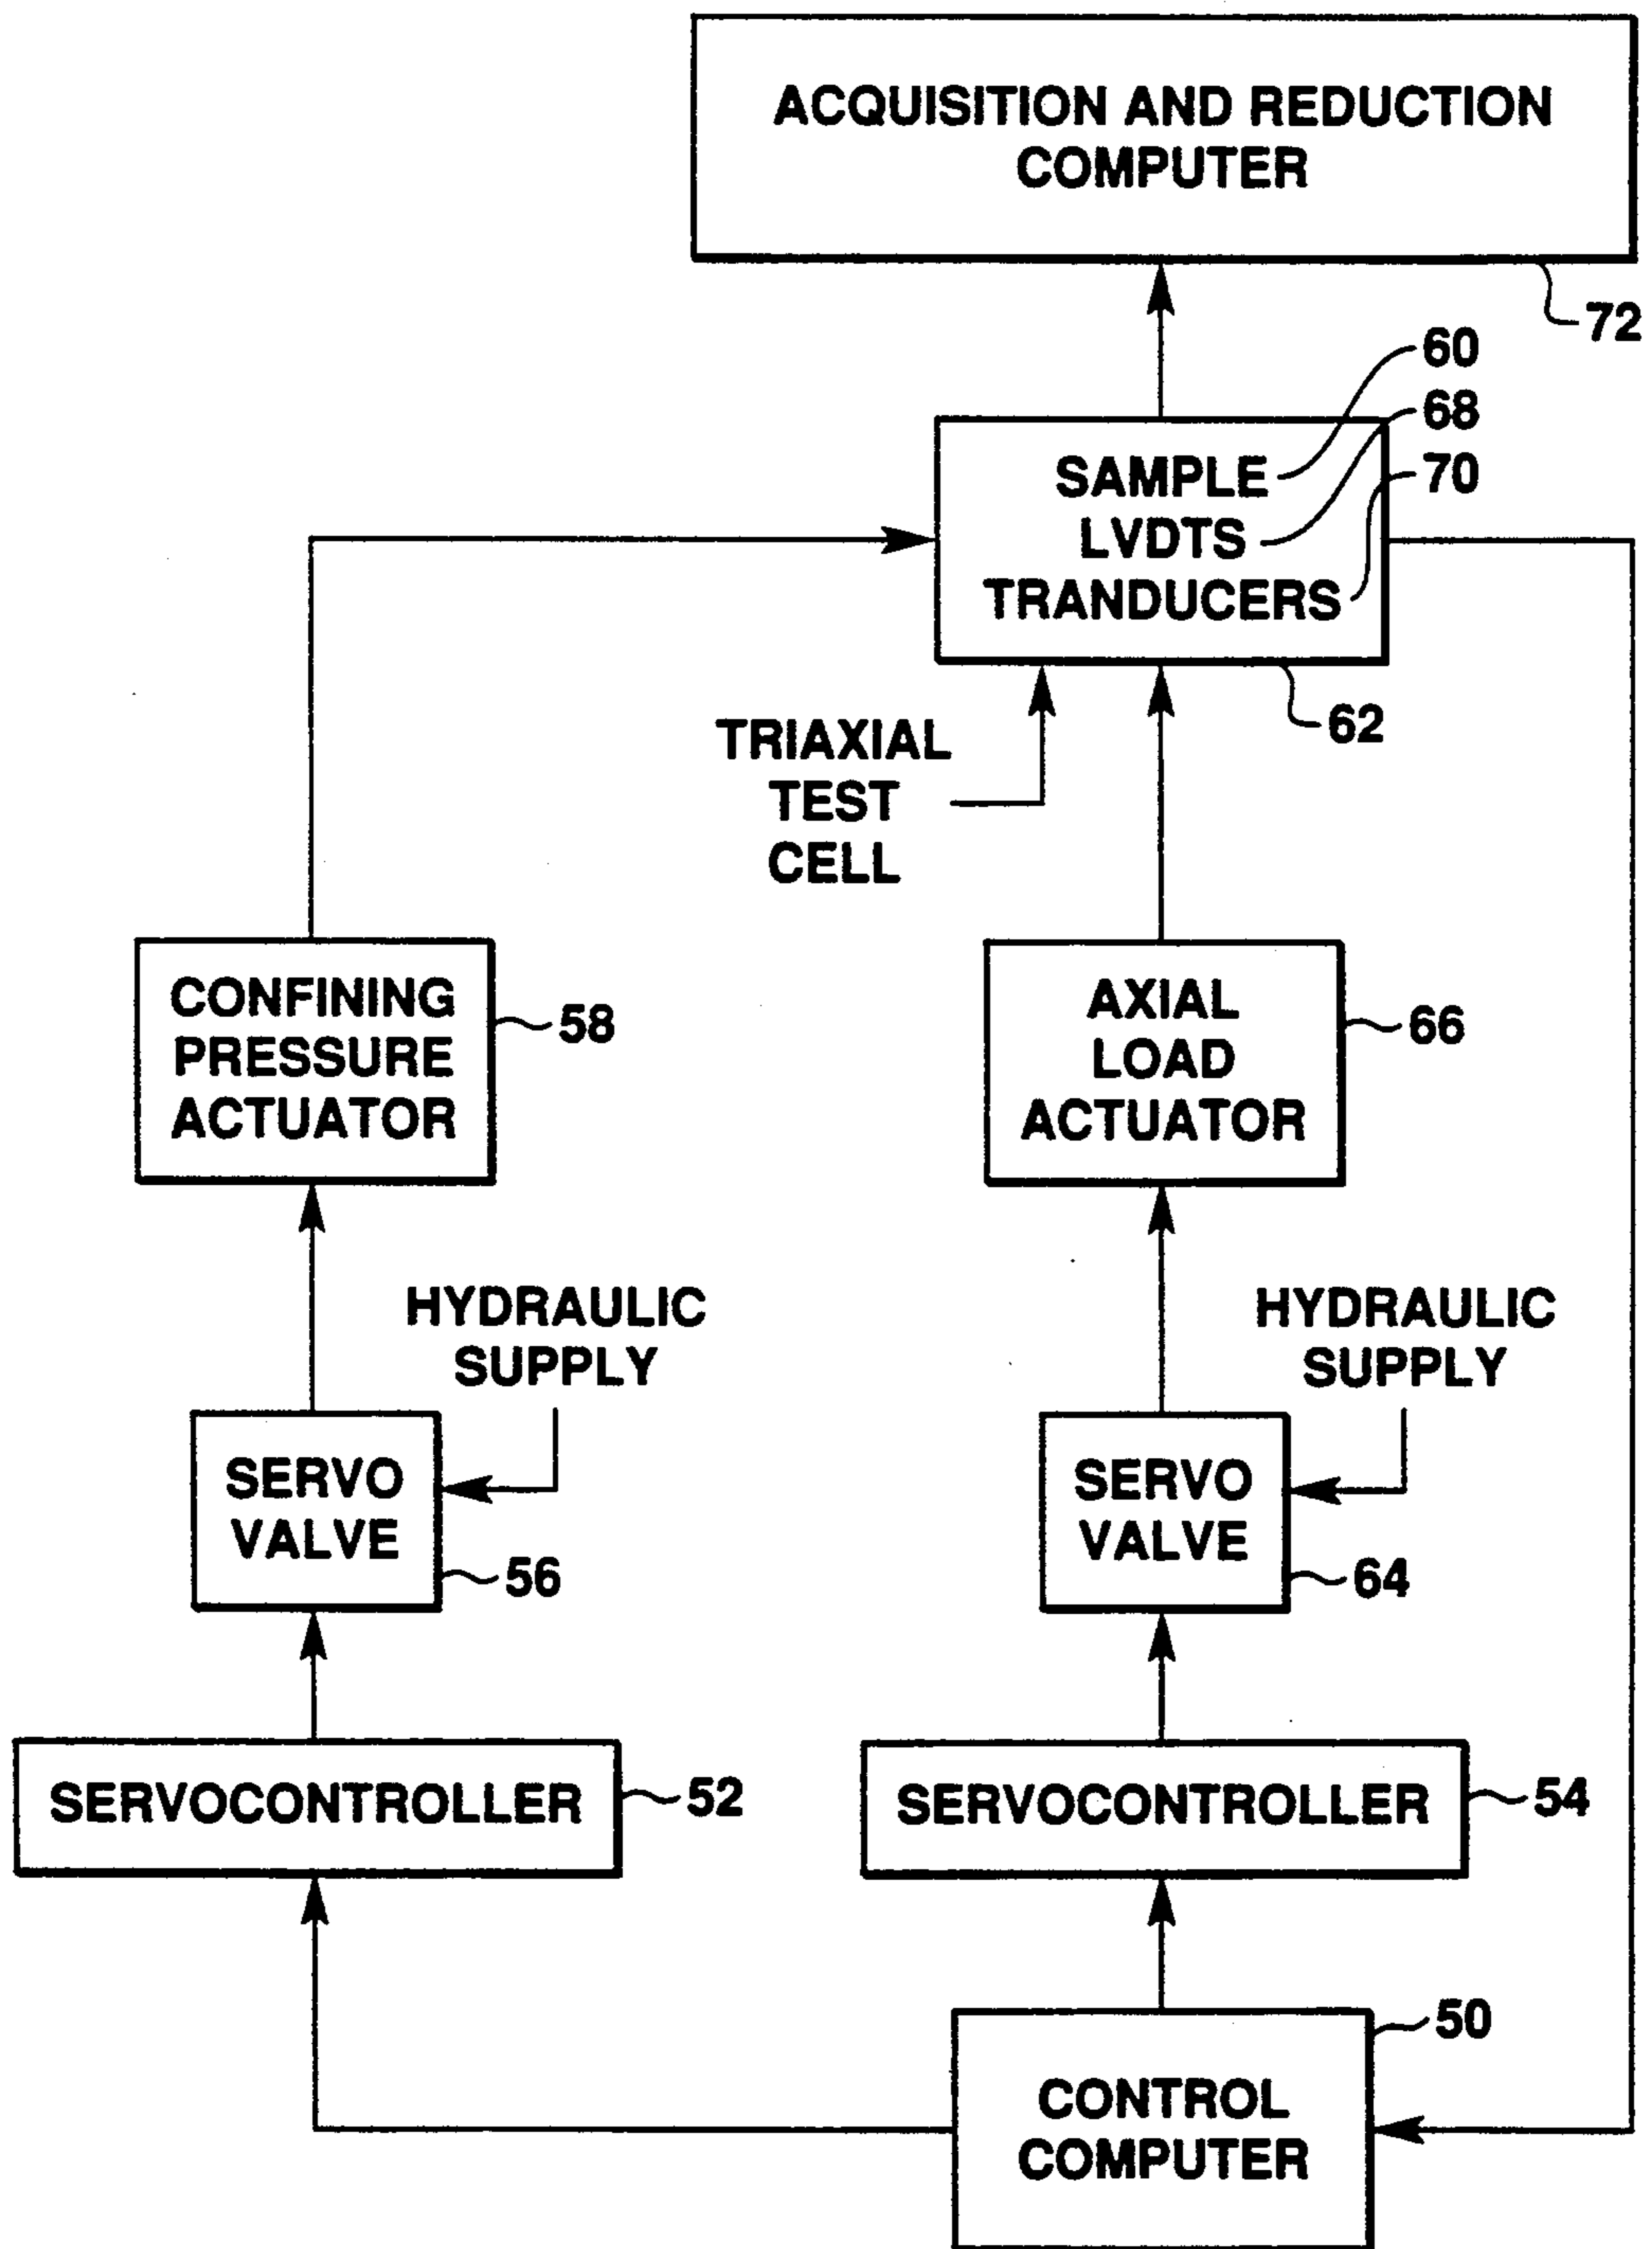 ACQUISITION AND REDUCTION
COMPUTER
72
60
68
70
SAMPLE
LVDTS
TRANDUCERS
62
TRIAXIAL
TEST
CELL
CONFINING
PRESSURE
ACTUATOR
58
AXIAL
LOAD
ACTUATOR
66
HYDRAULIC
SUPPLY
HYDRAULIC
SUPPLY
SERVO
VALVE
56
SERVO
VALVE
64
SERVOCONTROLLER
52
SERVOCONTROLLER
54
50
CONTROL
COMPUTER